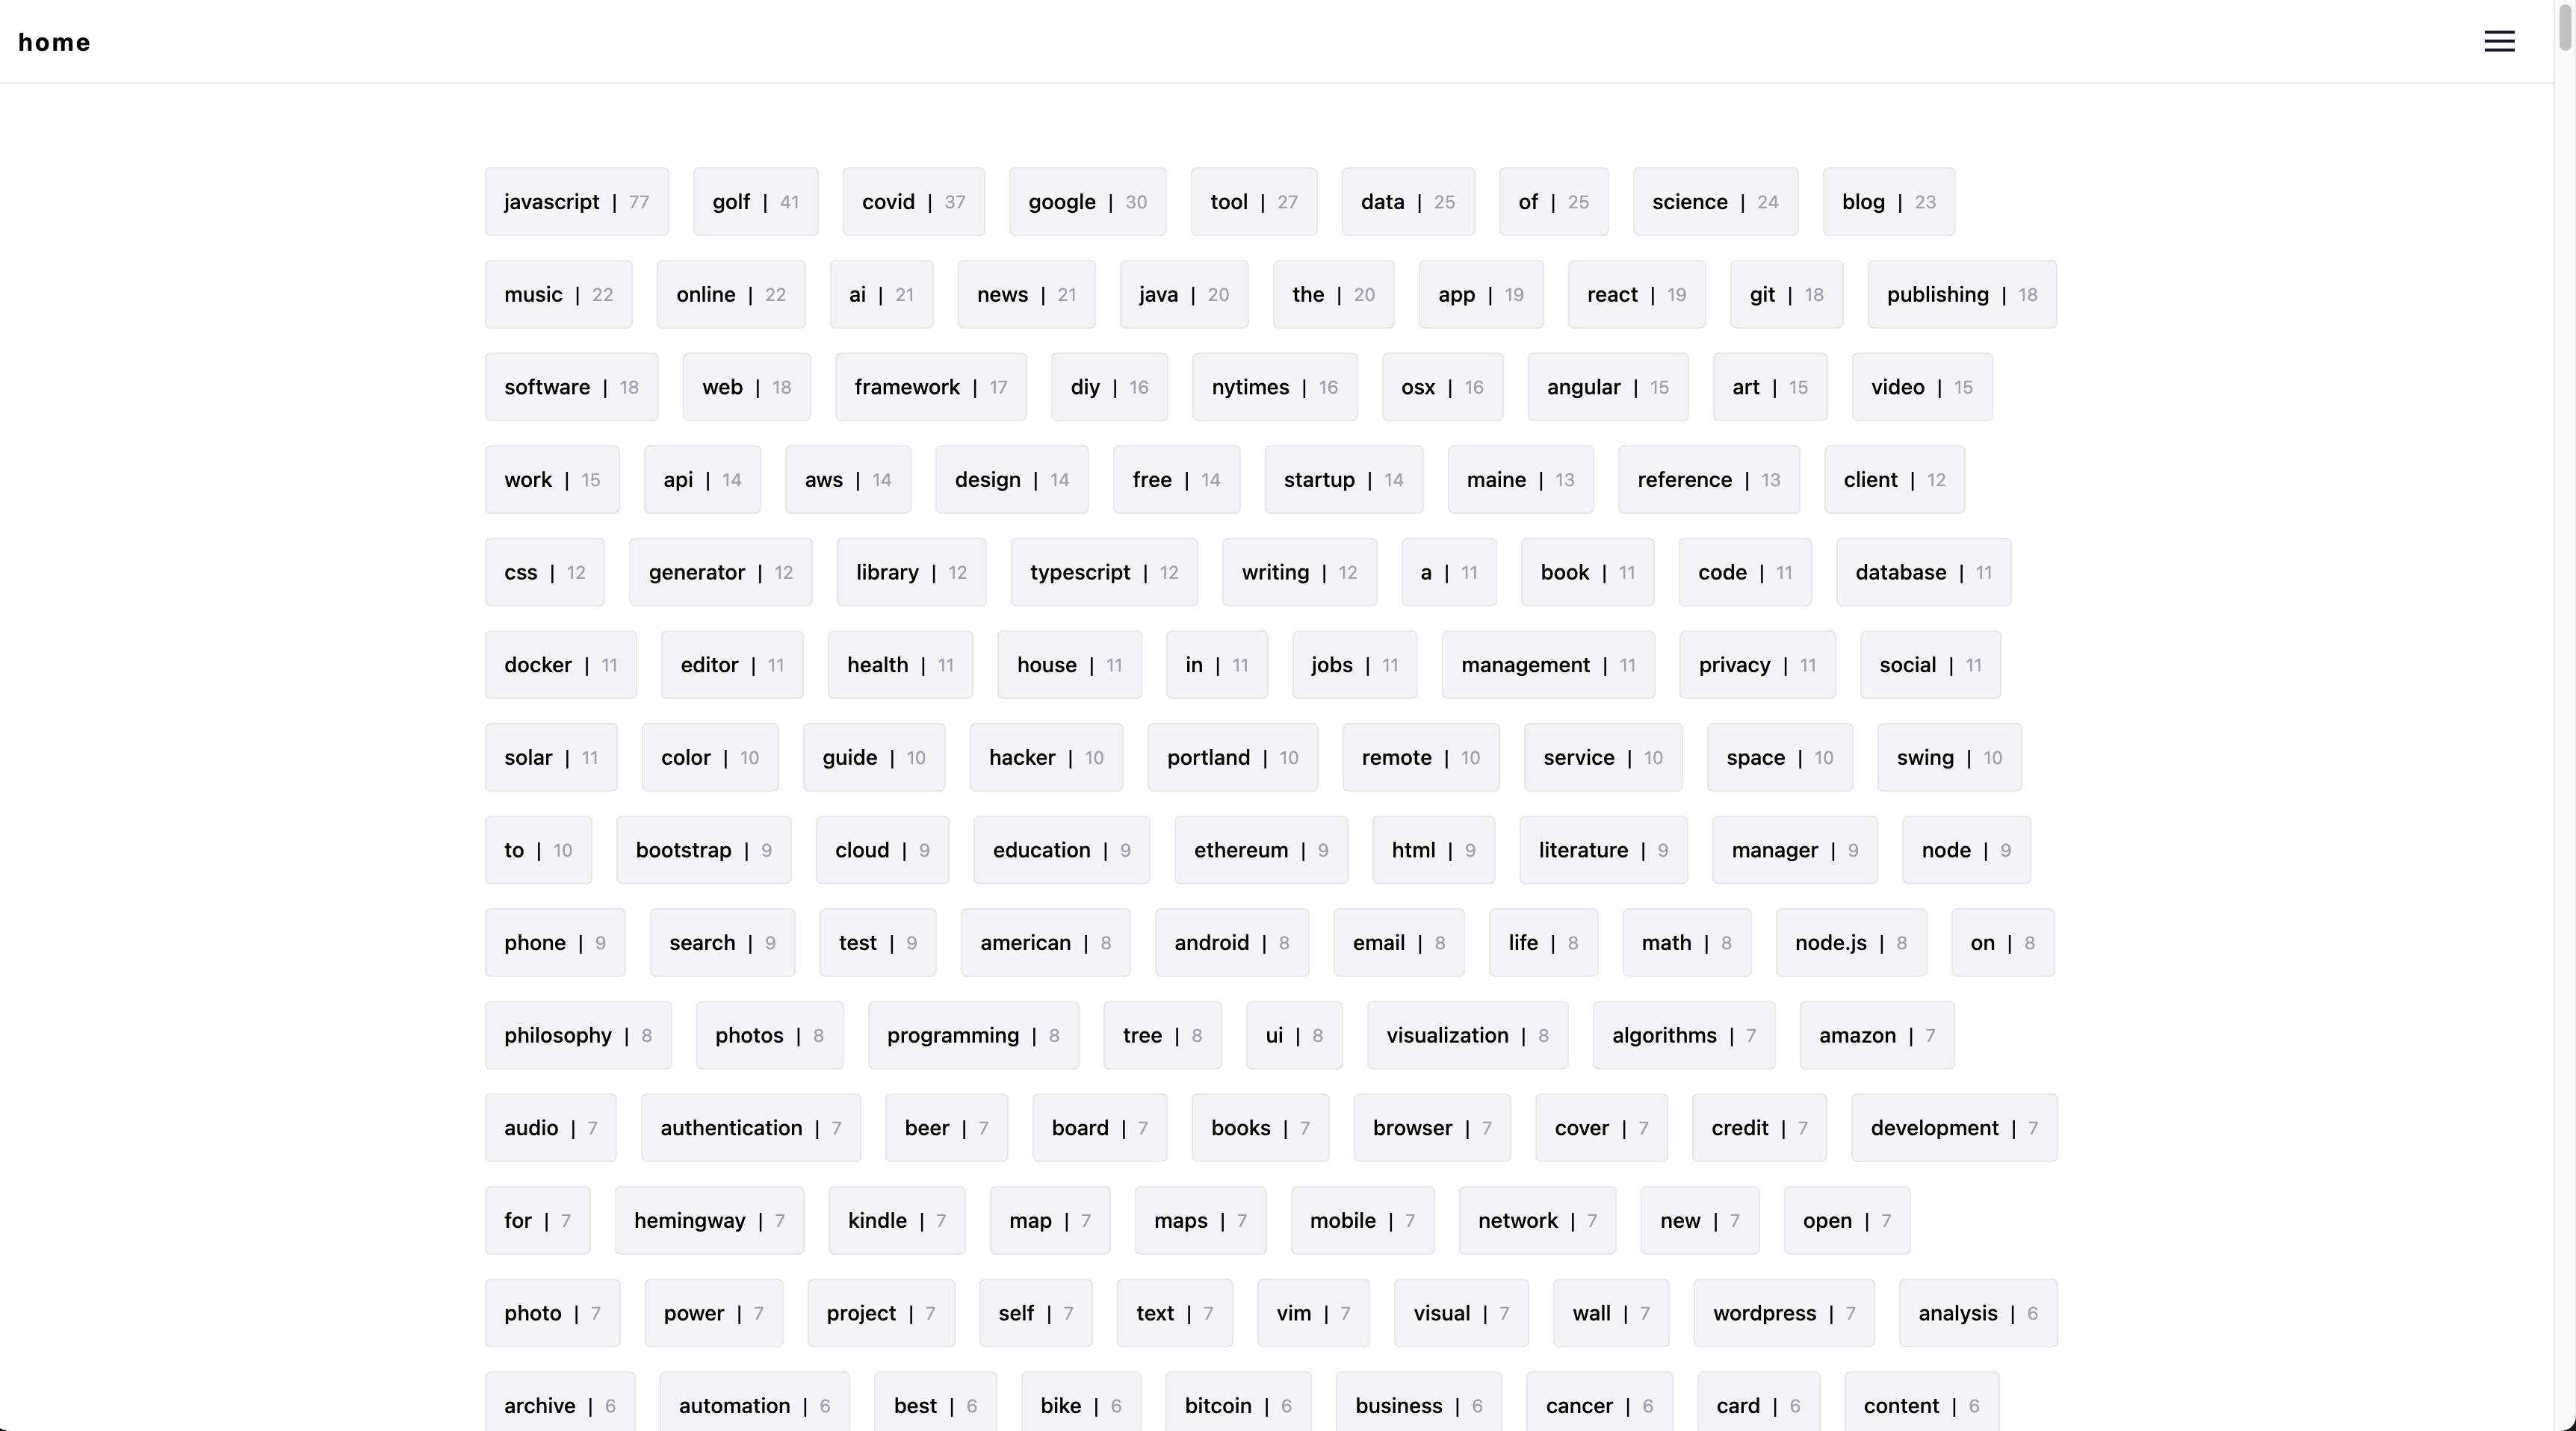 home
javascript | 77 golf | 41 covid | 37 google | 30 tool | 27 data | 25 of | 25 science | 24 blog | 23
music | 22 online | 22 ai | 21 news | 21 java | 20 the | 20 app | 19 react | 19 git | 18 publishing | 18
software | 18 web | 18 framework | 17 diy | 16 nytimes | 16 osx | 16 angular | 15 art | 15 video | 15
work | 15 api | 14 aws | 14 design | 14 free | 14 startup | 14 maine | 13 reference | 13 client | 12
css | 12 generator | 12 library | 12 typescript | 12 writing | 12 a | 11 book | 11 code | 11 database | 11
docker | 11 editor | 11 health | 11 house | 11 in | 11 jobs | 11 management | 11 privacy | 11 social | 11
solar | 11 color | 10 guide | 10 hacker | 10 portland | 10 remote | 10 service | 10 space | 10 swing | 10
to | 10 bootstrap | 9 cloud | 9 education | 9 ethereum | 9 html | 9 literature | 9 manager | 9 node | 9
phone | 9 search | 9 test | 9 american | 8 android | 8 email | 8 life | 8 math | 8 node.js | 8 on | 8
philosophy | 8 photos | 8 programming | 8 tree | 8 ui | 8 visualization | 8 algorithms | 7 amazon | 7
audio | 7 authentication | 7 beer | 7 board | 7 books | 7 browser | 7 cover | 7 credit | 7 development | 7
for | 7 hemingway | 7 kindle | 7 map | 7 maps | 7 mobile | 7 network | 7 new | 7 open | 7
photo | 7 power | 7 project | 7 self | 7 text | 7 vim | 7 visual | 7 wall | 7 wordpress | 7 analysis | 6
archive | 6 automation | 6 best | 6 bike | 6 bitcoin | 6 business | 6 cancer | 6 card | 6 content | 6